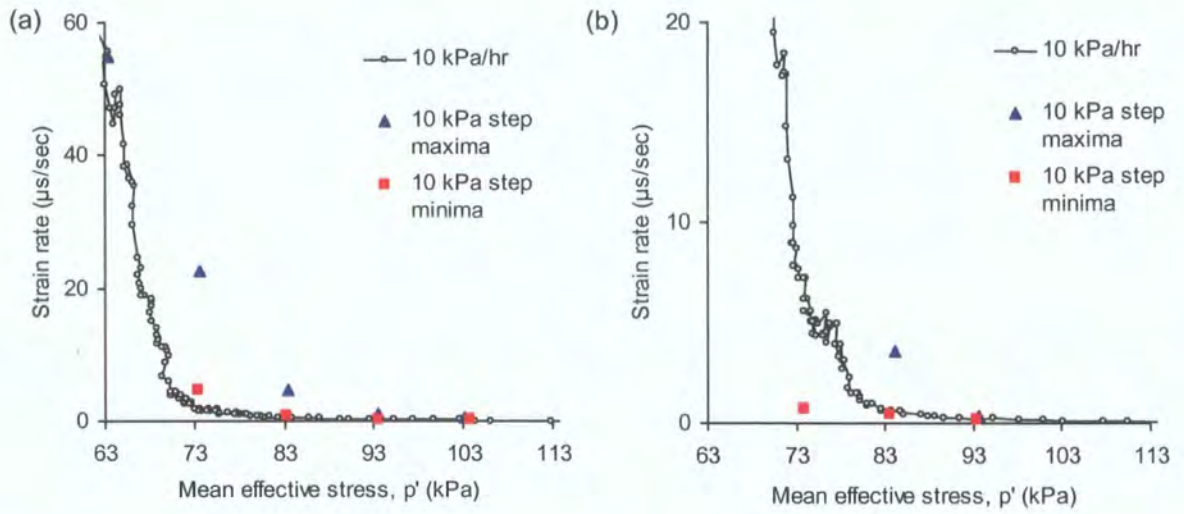 (a)
60
40
20
0
Strain rate (µs/sec)
63 73 83 93 103 113
Mean effective stress, p' (kPa)
10 kPa/hr
10 kPa step
maxima
10 kPa step
minima
(b)
20
10
0
Strain rate (µs/sec)
63 73 83 93 103 113
Mean effective stress, p' (kPa)
10 kPa/hr
10 kPa step
maxima
10 kPa step
minima